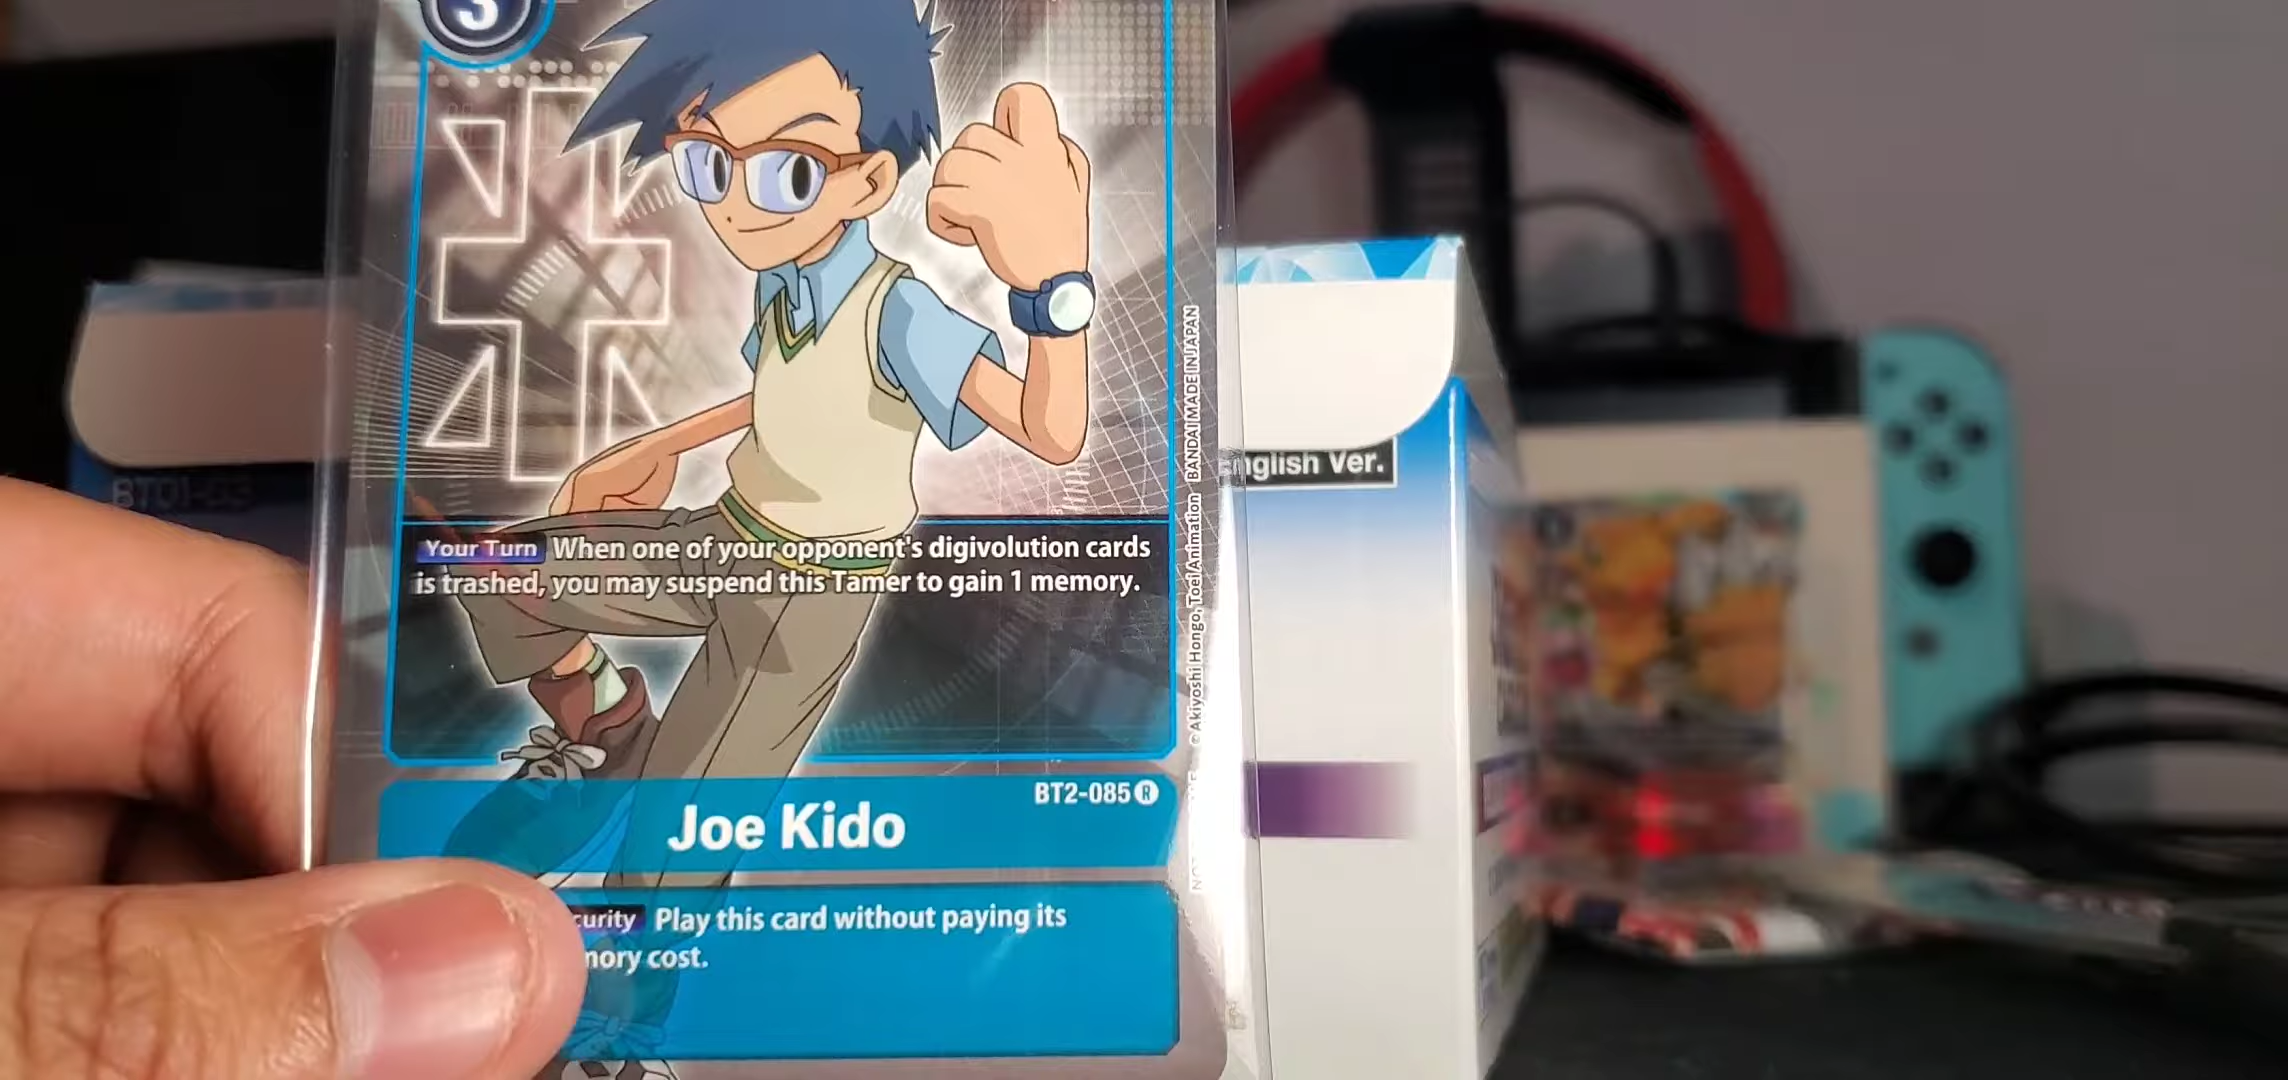 3
Your Turn When one of your opponent's digivolution cards
is trashed, you may suspend this Tamer to gain 1 memory.
©Akiyoshi Hongo, Toei Animation BANDAI MADE IN JAPAN
BT2-085 R
Joe Kido
curity Play this card without paying its
mory cost.
nglish Ver.